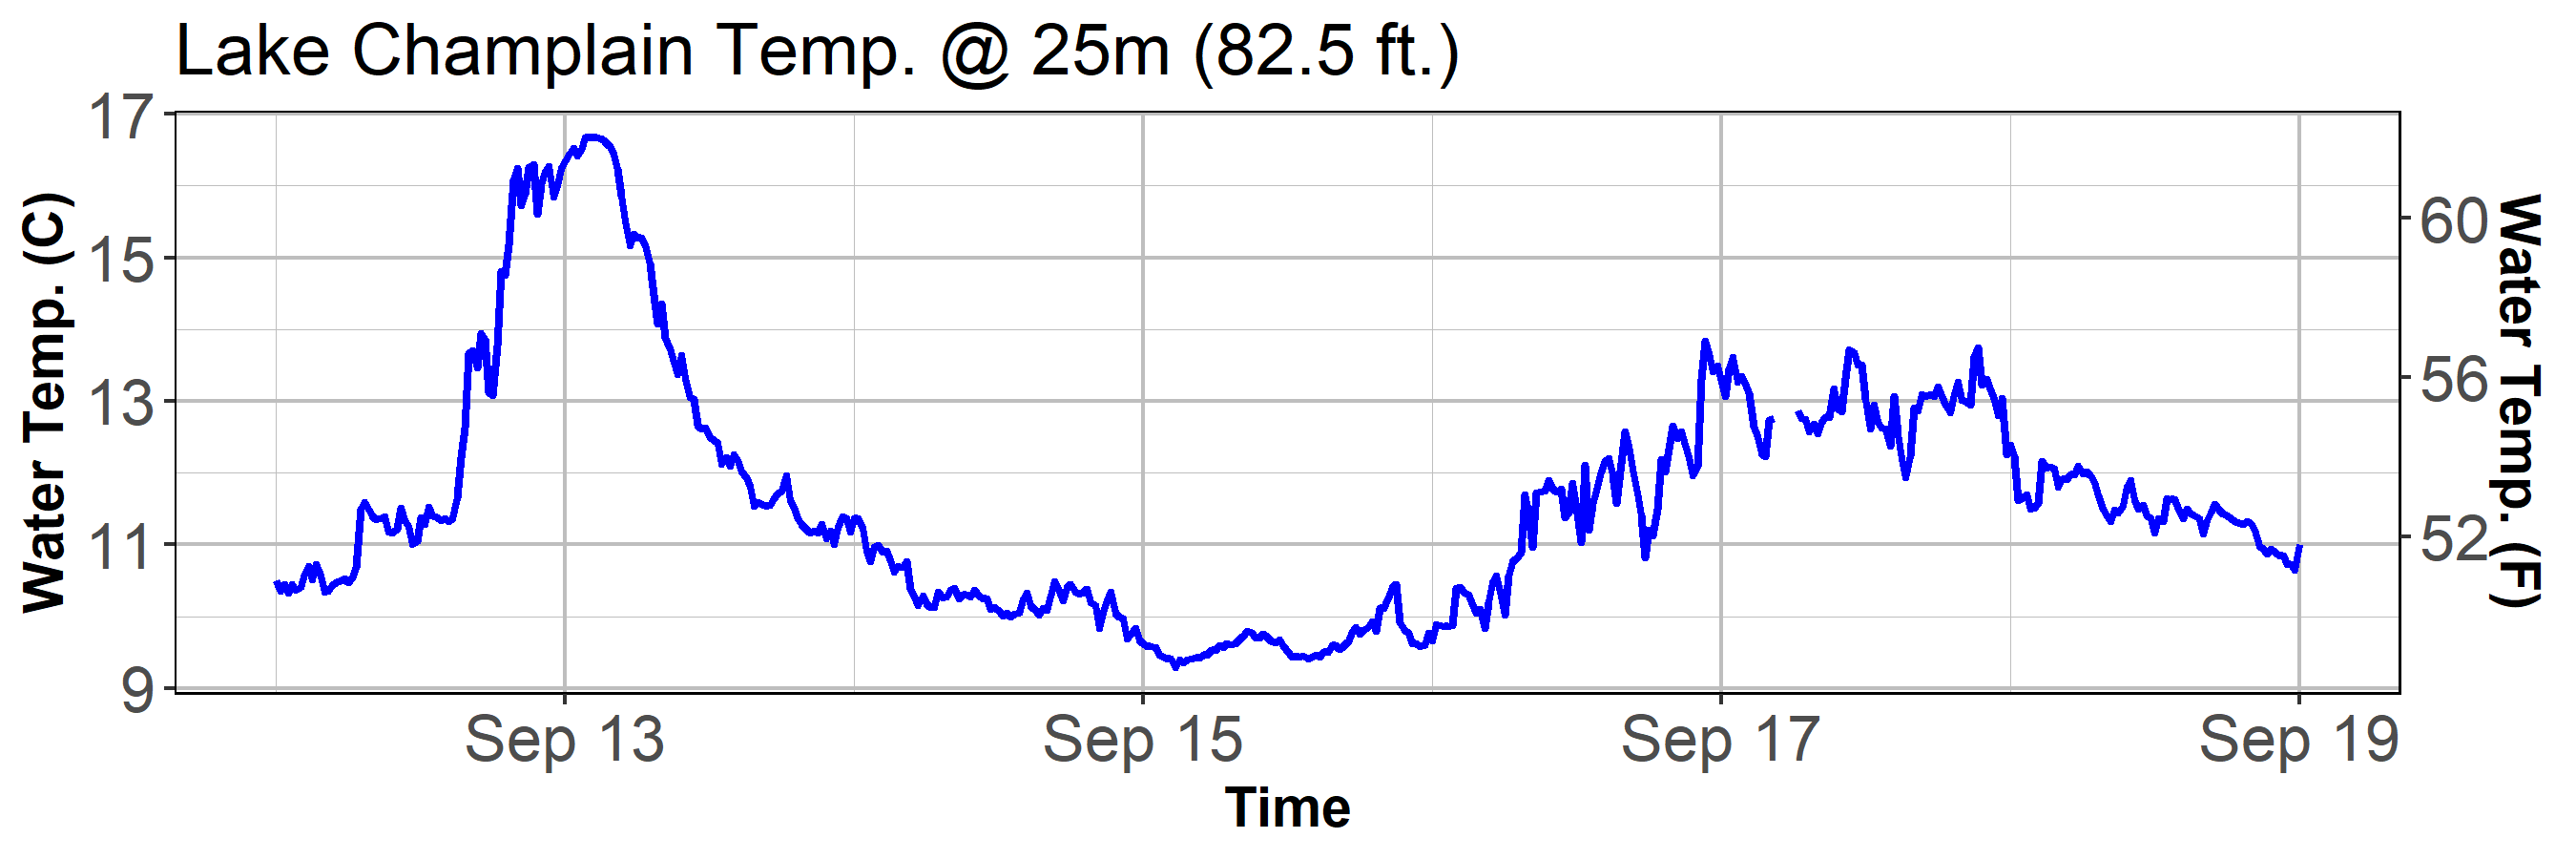 Lake Champlain Temp. @ 25m (82.5 ft.)
Water Temp. (C)
17
15
13
11
9
60
56
52
Water Temp. (F)
Sep 13
Sep 15
Sep 17
Sep 19
Time